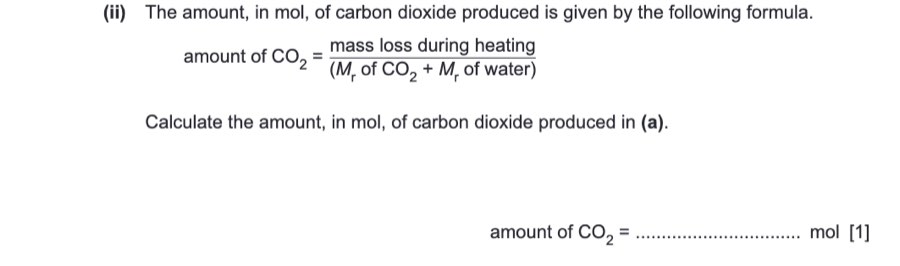 (ii) The amount, in mol, of carbon dioxide produced is given by the following formula.
amount of CO₂ = mass loss during heating / (Mᵣ of CO₂ + Mᵣ of water)
Calculate the amount, in mol, of carbon dioxide produced in (a).
amount of CO₂ = ................................ mol [1]